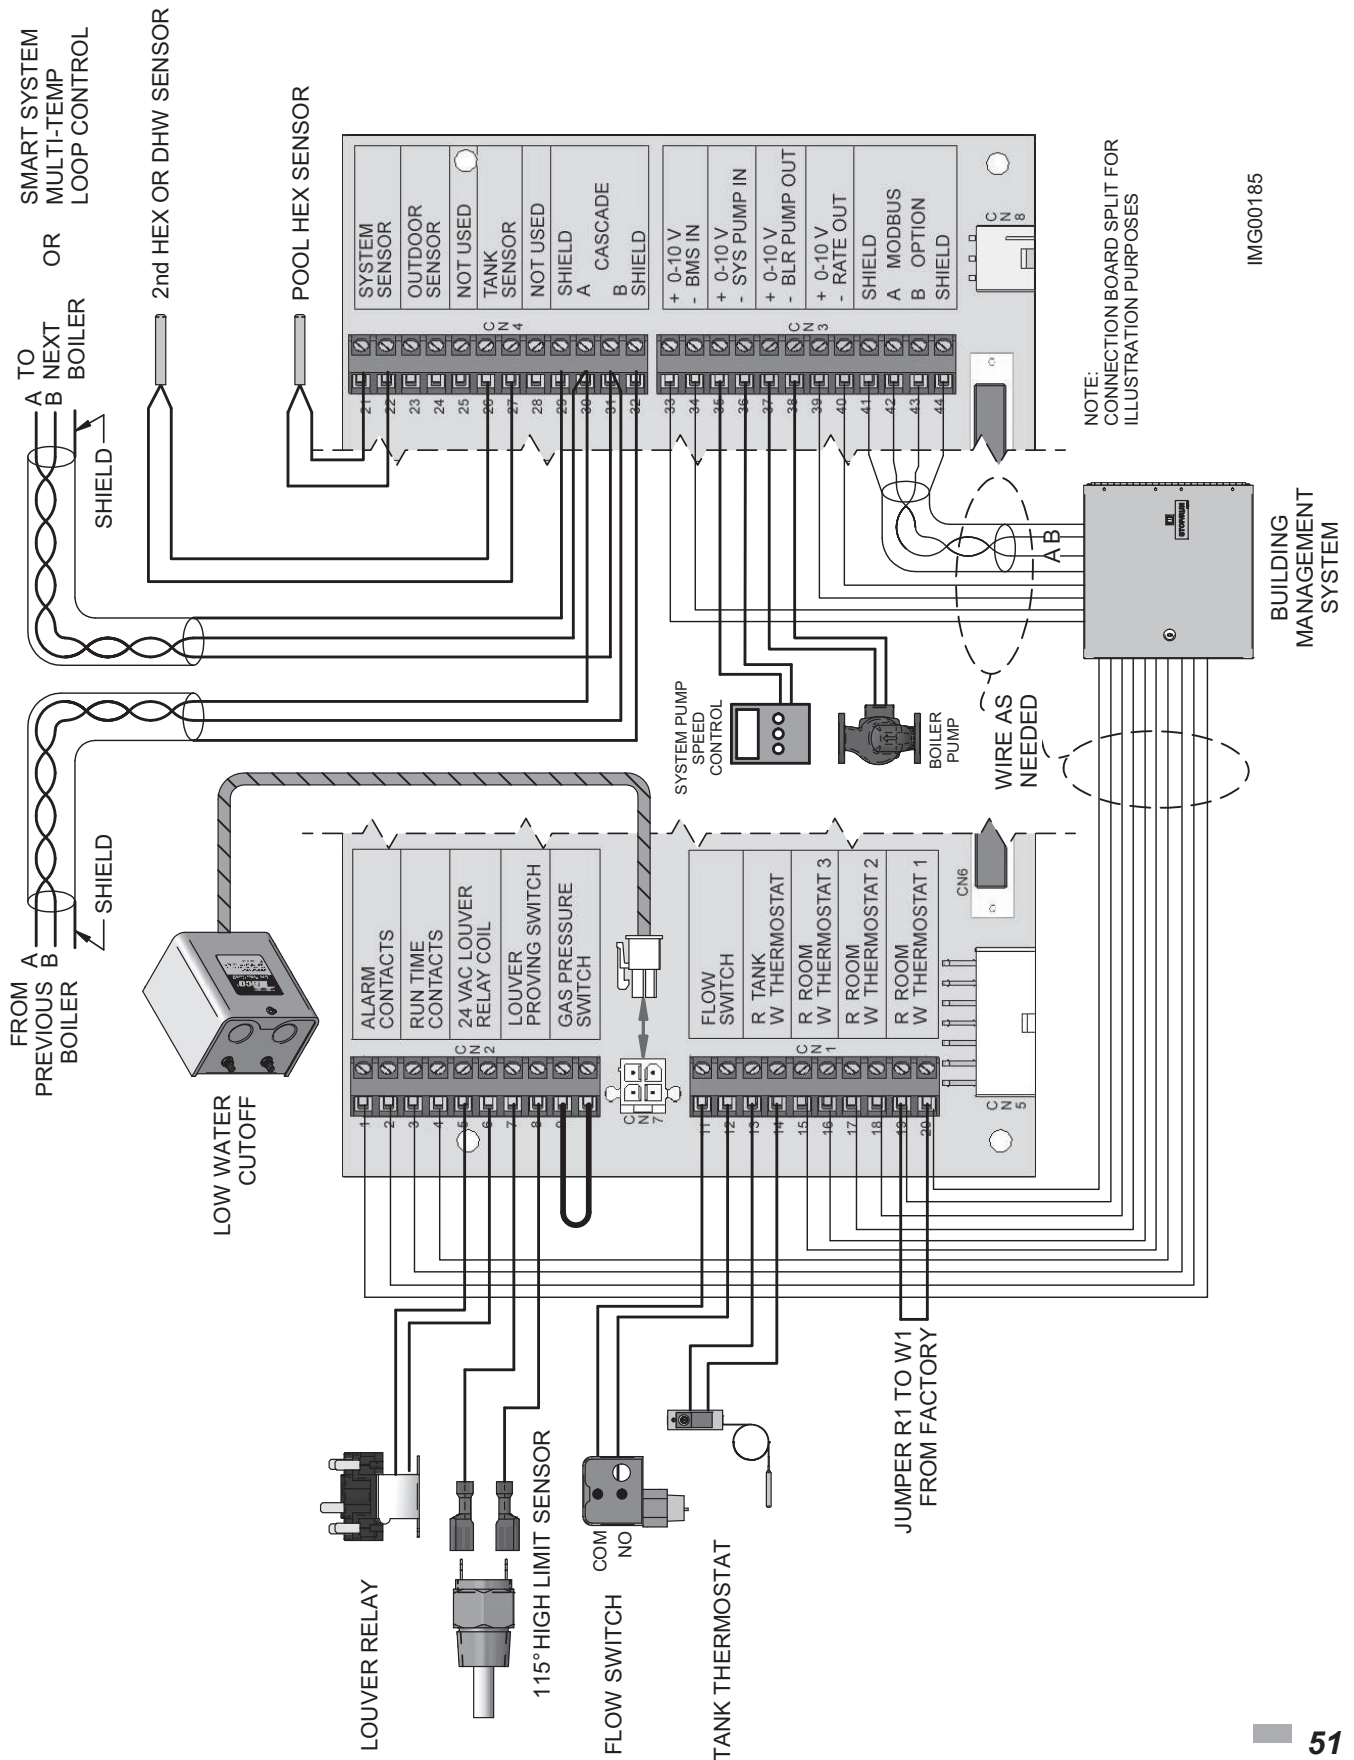 FROM
PREVIOUS
BOILER
A
B
SHIELD
A
B
TO
NEXT
BOILER
OR
SMART SYSTEM
MULTI-TEMP
LOOP CONTROL
SHIELD
2nd HEX OR DHW SENSOR
POOL HEX SENSOR
LOW WATER
CUTOFF
ALARM
CONTACTS
RUN TIME
CONTACTS
24 VAC LOUVER
RELAY COIL
LOUVER
PROVING SWITCH
GAS PRESSURE
SWITCH
CN2
1
2
3
4
5
6
7
8
9
CN7
FLOW
SWITCH
R TANK
W THERMOSTAT
R ROOM
W THERMOSTAT 3
R ROOM
W THERMOSTAT 2
R ROOM
W THERMOSTAT 1
CN1
11
12
13
14
15
16
17
18
19
20
CN5
CN6
SYSTEM
SENSOR
OUTDOOR
SENSOR
NOT USED
TANK
SENSOR
NOT USED
SHIELD
A CASCADE
B
SHIELD
CN4
21
22
23
24
25
26
27
28
29
30
31
32
+ 0-10 V
- BMS IN
+ 0-10 V
- SYS PUMP IN
+ 0-10 V
- BLR PUMP OUT
+ 0-10 V
- RATE OUT
SHIELD
A MODBUS
B OPTION
SHIELD
CN3
33
34
35
36
37
38
39
40
41
42
43
44
CN8
LOUVER RELAY
115° HIGH LIMIT SENSOR
FLOW SWITCH
COM
NO
TANK THERMOSTAT
JUMPER R1 TO W1
FROM FACTORY
SYSTEM PUMP
SPEED
CONTROL
BOILER
PUMP
WIRE AS
NEEDED
A B
BUILDING
MANAGEMENT
SYSTEM
NOTE:
CONNECTION BOARD SPLIT FOR
ILLUSTRATION PURPOSES
IMG00185
51